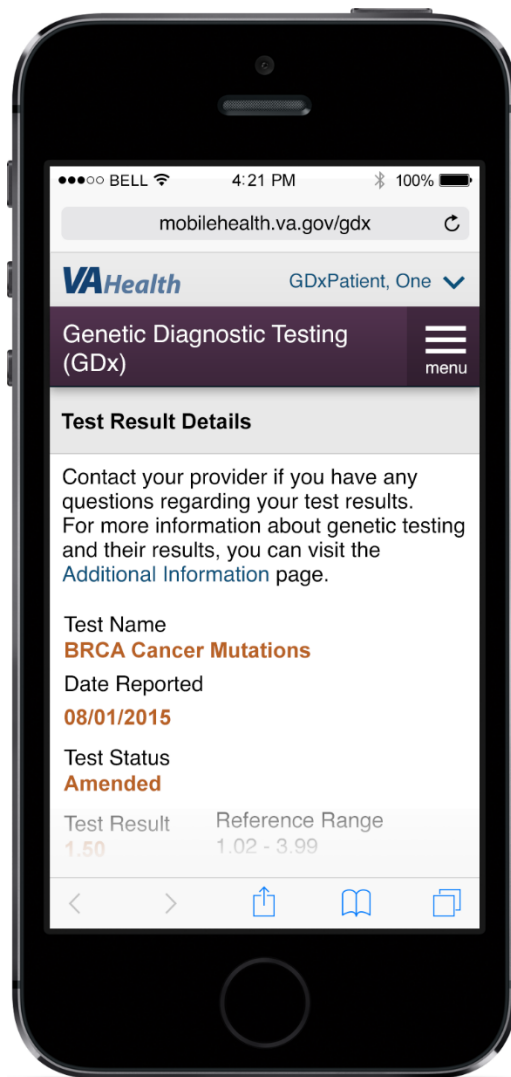 BELL 4:21 PM 100%
mobilehealth.va.gov/gdx
VAHealth GDxPatient, One
Genetic Diagnostic Testing
(GDx)
menu
Test Result Details
Contact your provider if you have any
questions regarding your test results.
For more information about genetic testing
and their results, you can visit the
Additional Information page.
Test Name
BRCA Cancer Mutations
Date Reported
08/01/2015
Test Status
Amended
Test Result Reference Range
1.50 1.02 - 3.99